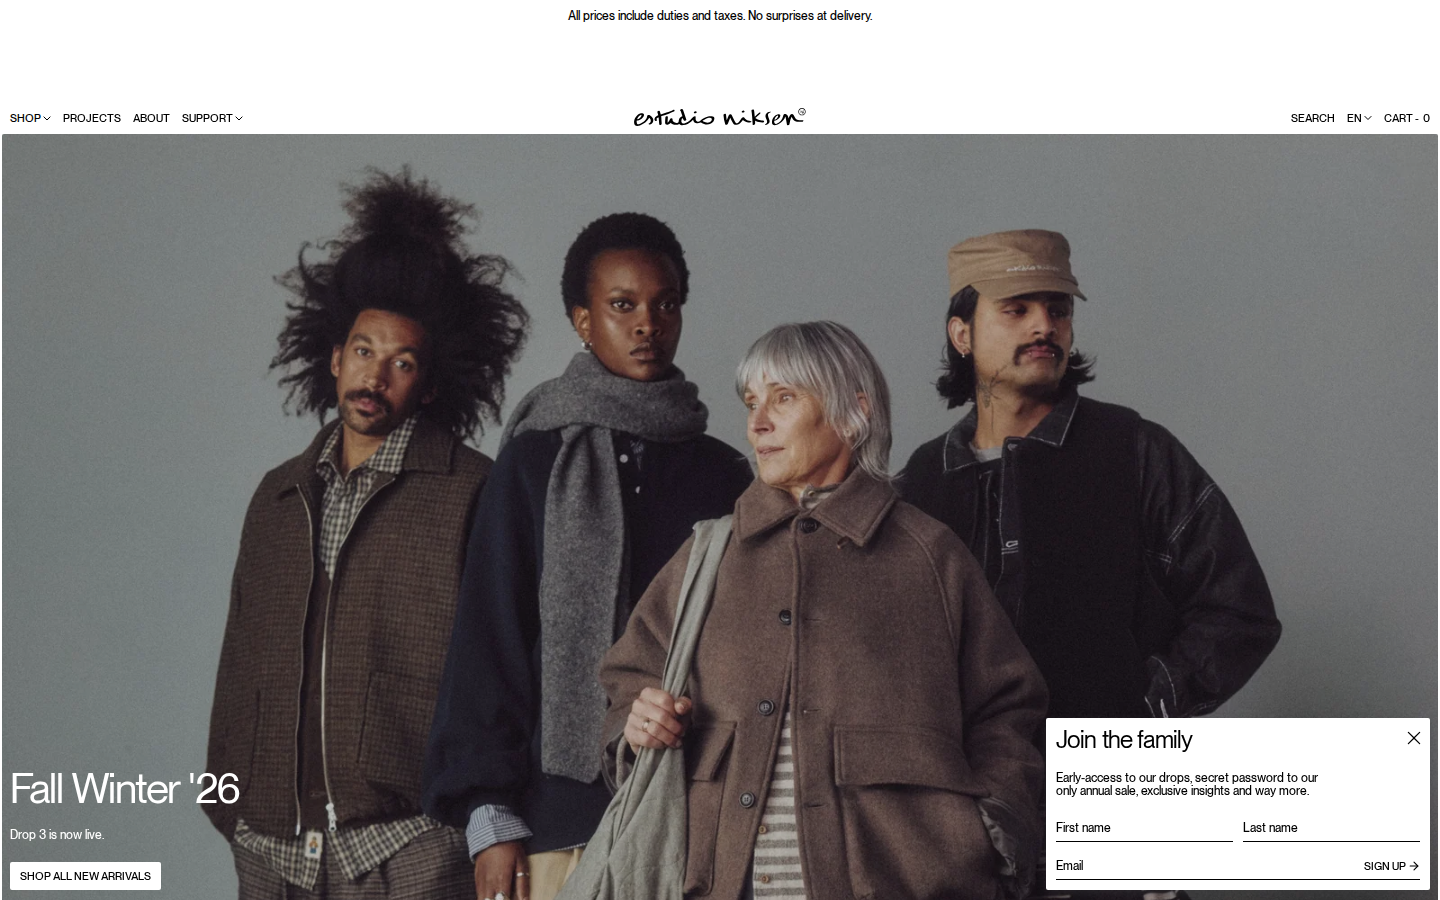 All prices include duties and taxes. No surprises at delivery.
SHOP PROJECTS ABOUT SUPPORT
estudio niksen
SEARCH EN CART - 0
Fall Winter '26
Drop 3 is now live.
SHOP ALL NEW ARRIVALS
Join the family
Early-access to our drops, secret password to our
only annual sale, exclusive insights and way more.
First name Last name
Email SIGN UP